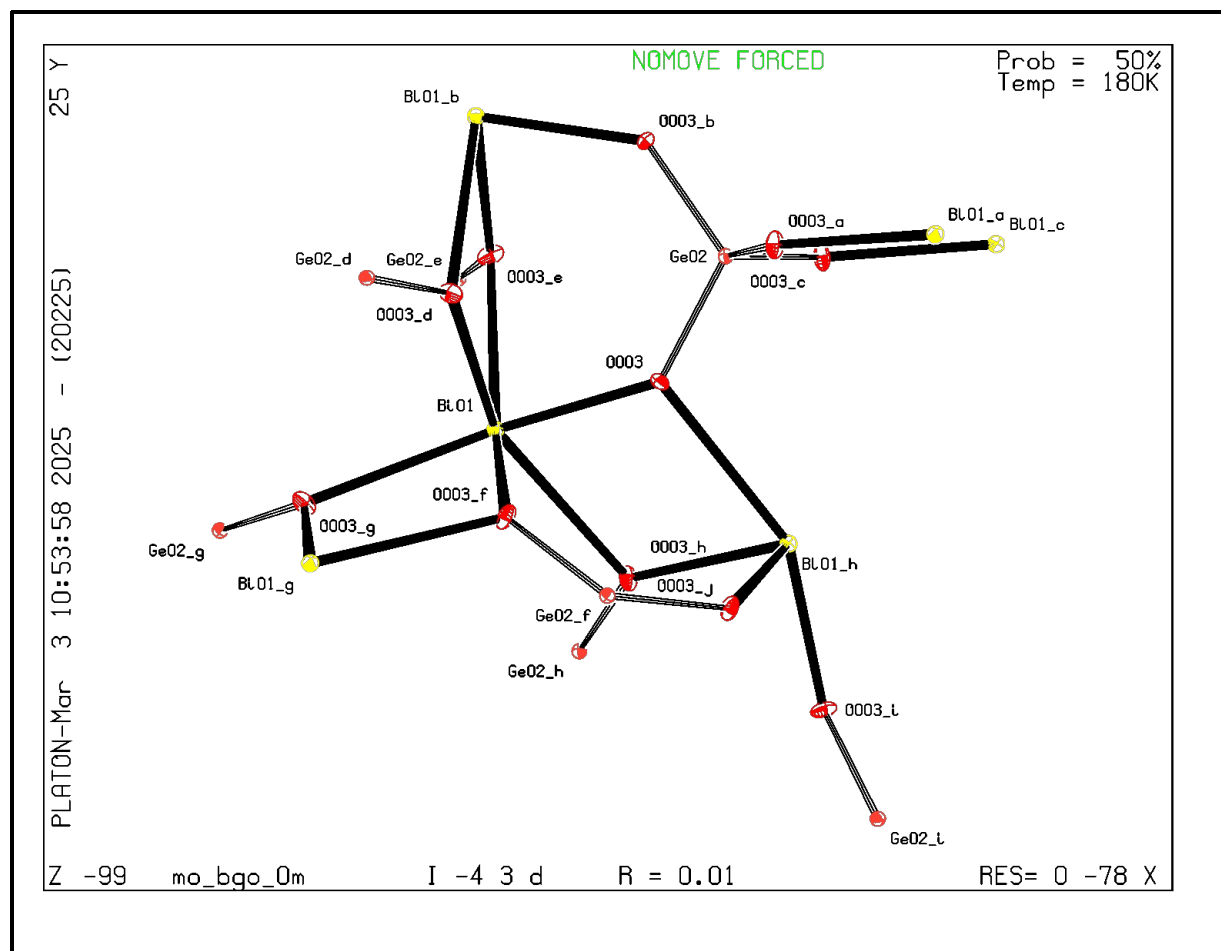 NOMOVE FORCED
Prob = 50%
Temp = 180K
25 Y
PLATON-Mar 3 10:53:58 2025 - (20225)
Bi01_b
O003_b
O003_a
Bi01_a
Bi01_c
Ge02
O003_c
Ge02_d
Ge02_e
O003_e
O003_d
O003
Bi01
O003_f
O003_g
Ge02_g
Bi01_g
O003_h
Bi01_h
O003_j
Ge02_f
Ge02_h
O003_i
Ge02_i
Z -99 mo_bgo_0m I -4 3 d R = 0.01 RES= 0 -78 X